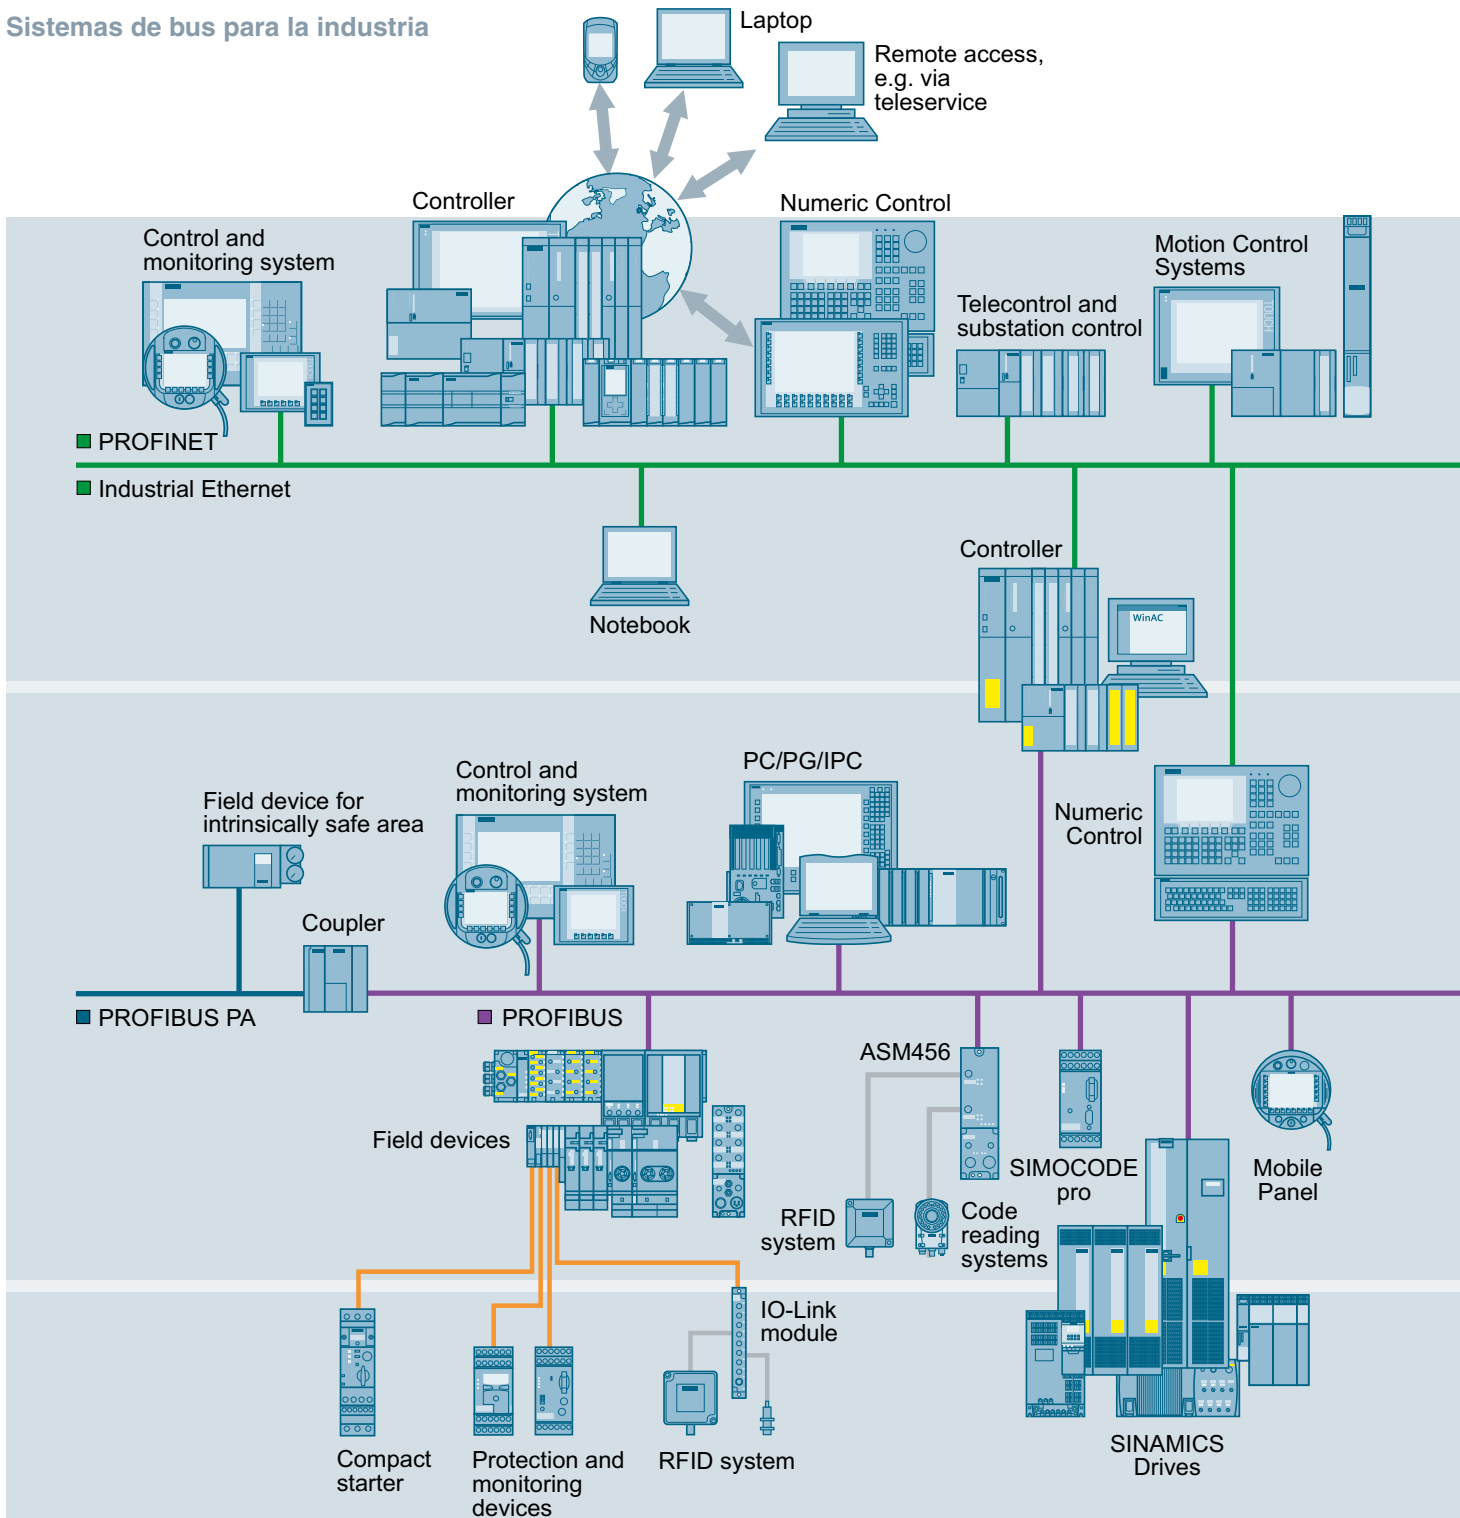 Sistemas de bus para la industria
Laptop
Remote access,
e.g. via
teleservice
Controller
Numeric Control
Control and
monitoring system
Motion Control
Systems
Telecontrol and
substation control
PROFINET
Industrial Ethernet
Notebook
Controller
WinAC
PC/PG/IPC
Control and
monitoring system
Field device for
intrinsically safe area
Numeric
Control
Coupler
PROFIBUS PA
PROFIBUS
ASM456
Field devices
SIMOCODE
pro
Mobile
Panel
RFID
system
Code
reading
systems
IO-Link
module
Compact
starter
Protection and
monitoring
devices
RFID system
SINAMICS
Drives